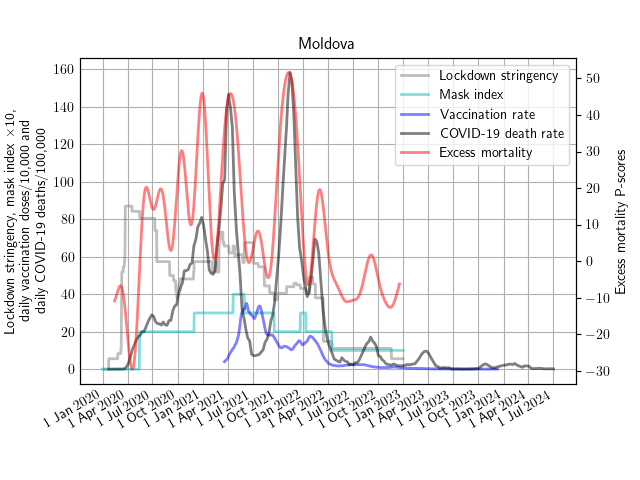 Moldova
Lockdown stringency, mask index ×10,
daily vaccination doses/10,000 and
daily COVID-19 deaths/100,000
160
140
120
100
80
60
40
20
0
Lockdown stringency
Mask index
Vaccination rate
COVID-19 death rate
Excess mortality
50
40
30
20
10
0
−10
−20
−30
Excess mortality P-scores
1 Jan 2020
1 Apr 2020
1 Jul 2020
1 Oct 2020
1 Jan 2021
1 Apr 2021
1 Jul 2021
1 Oct 2021
1 Jan 2022
1 Apr 2022
1 Jul 2022
1 Oct 2022
1 Jan 2023
1 Apr 2023
1 Jul 2023
1 Oct 2023
1 Jan 2024
1 Apr 2024
1 Jul 2024